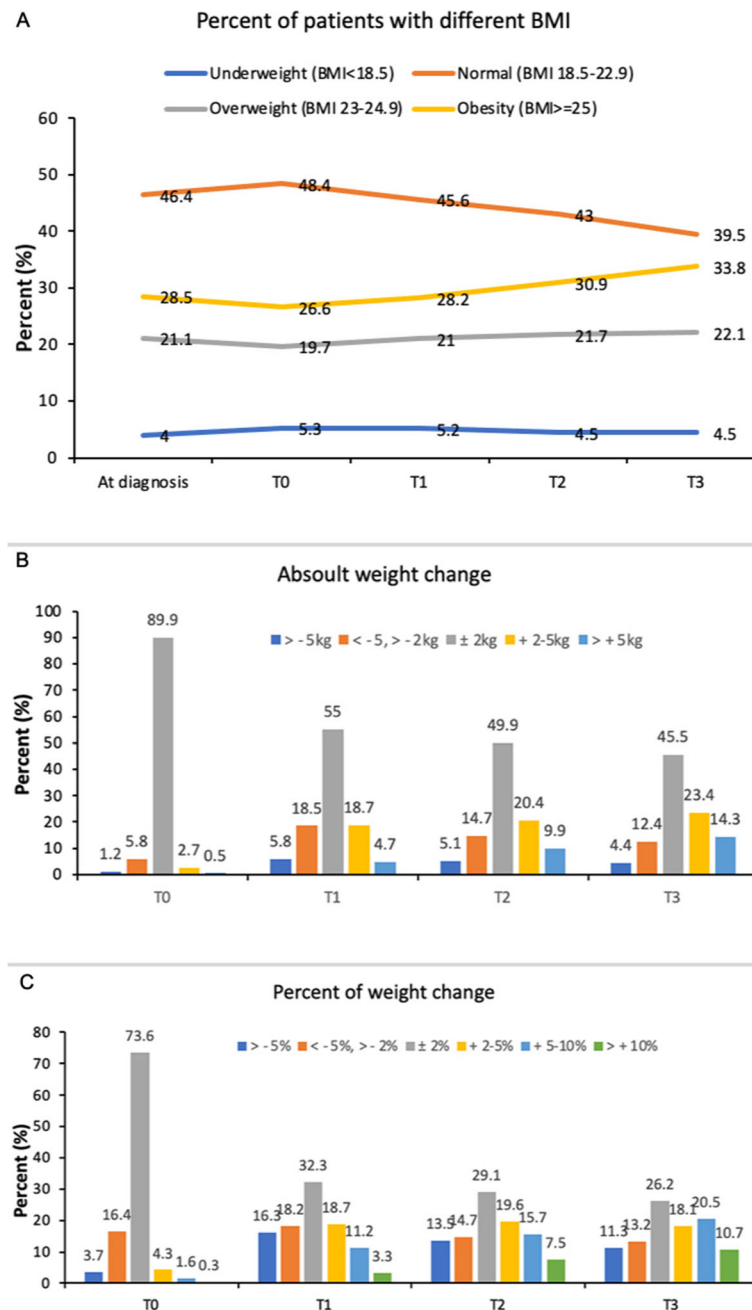 A
Percent of patients with different BMI
Underweight (BMI<18.5) Normal (BMI 18.5-22.9)
Overweight (BMI 23-24.9) Obesity (BMI>=25)
Percent (%)
60
50
40
30
20
10
0
46.4 48.4 45.6 43 39.5
28.5 26.6 28.2 30.9 33.8
21.1 19.7 21 21.7 22.1
4 5.3 5.2 4.5 4.5
At diagnosis T0 T1 T2 T3
B
Absoult weight change
> - 5kg < - 5, > - 2kg ± 2kg + 2-5kg > + 5kg
Percent (%)
100
90
80
70
60
50
40
30
20
10
0
1.2 5.8 89.9 2.7 0.5
5.8 18.5 55 18.7 4.7
5.1 14.7 49.9 20.4 9.9
4.4 12.4 45.5 23.4 14.3
T0 T1 T2 T3
C
Percent of weight change
> - 5% < - 5%, > - 2% ± 2% + 2-5% + 5-10% > + 10%
Percent (%)
80
70
60
50
40
30
20
10
0
3.7 16.4 73.6 4.3 1.6 0.3
16.3 18.2 32.3 18.7 11.2 3.3
13.5 14.7 29.1 19.6 15.7 7.5
11.3 13.2 26.2 18.1 20.5 10.7
T0 T1 T2 T3